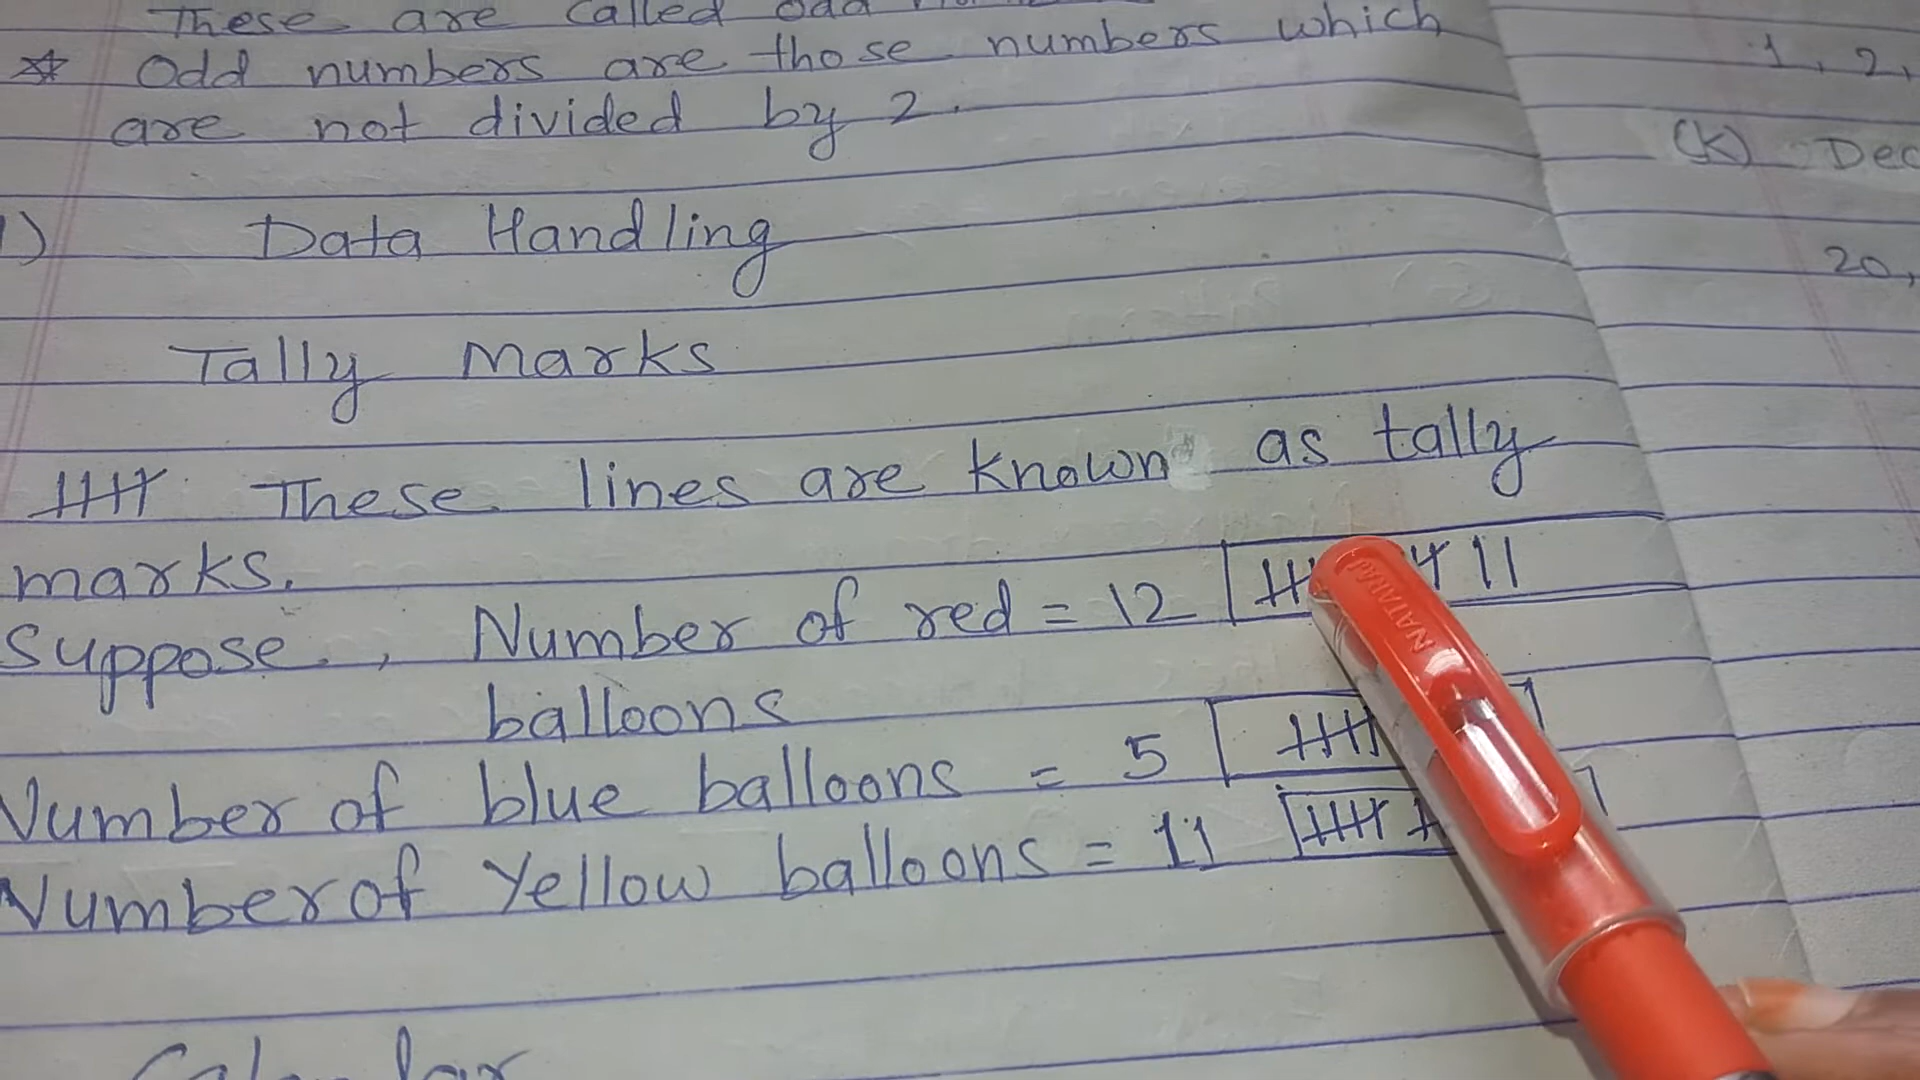 These are called odd
☆ Odd numbers are those numbers which
are not divided by 2.
1) Data Handling
Tally marks
These lines are known as tally
marks.
Suppose, Number of red = 12 11
balloons
Number of blue balloons = 5
Number of Yellow balloons = 11
1, 2,
(K) Dec
20,
NATARAJ